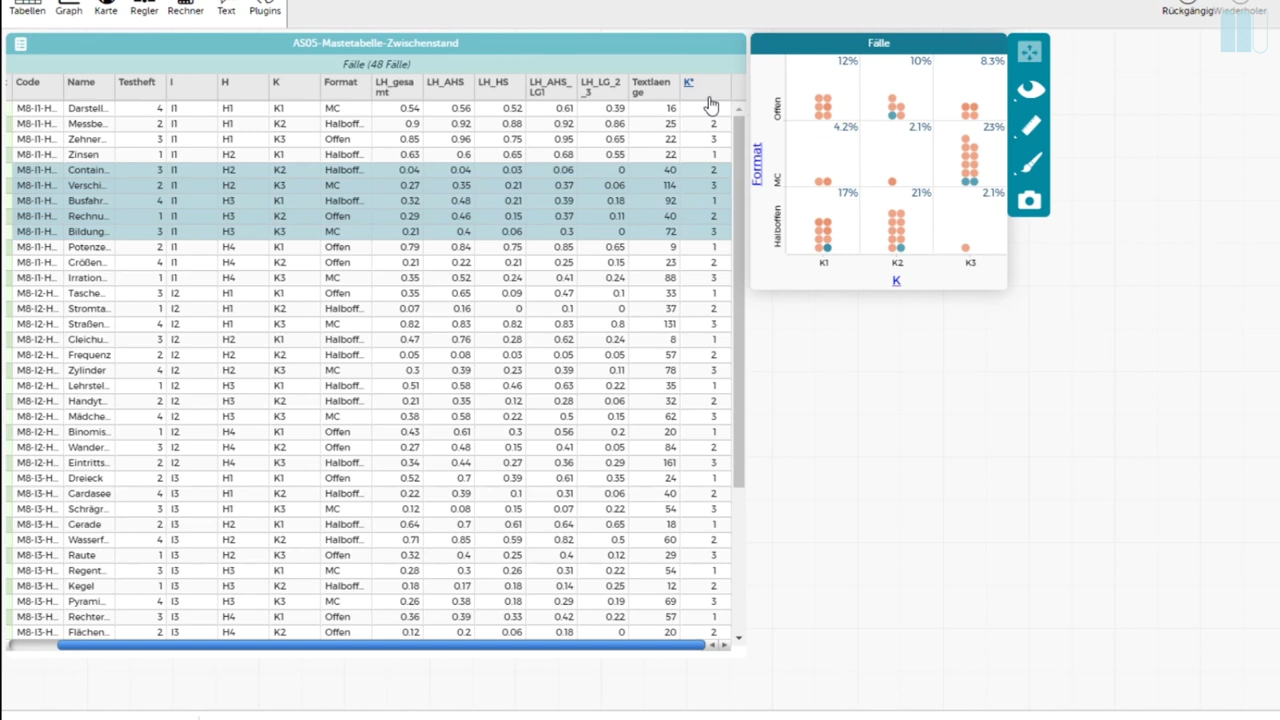 Tabellen Graph Karte Regler Rechner Text Plugins Rückgängig Wiederholer
AS05-Mastetabelle-Zwischenstand
Fälle (48 Fälle)
Code Name Testheft I H K Format LH_gesamt LH_AHS LH_HS LH_AHS_LG1 LH_LG_2_3 Textlaenge K*
M8-I1-H... Darstell... 4 I1 H1 K1 MC 0.54 0.56 0.52 0.61 0.39 16
M8-I1-H... Messbe... 2 I1 H1 K2 Halboff... 0.9 0.92 0.88 0.92 0.86 25 2
M8-I1-H... Zehner... 3 I1 H1 K3 Offen 0.85 0.96 0.75 0.95 0.65 22 3
M8-I1-H... Zinsen 1 I1 H2 K1 Halboff... 0.63 0.6 0.65 0.68 0.55 22 1
M8-I1-H... Contain... 3 I1 H2 K2 Halboff... 0.04 0.04 0.03 0.06 0 40 2
M8-I1-H... Verschi... 2 I1 H2 K3 MC 0.27 0.35 0.21 0.37 0.06 114 3
M8-I1-H... Busfahr... 4 I1 H3 K1 Halboff... 0.32 0.48 0.21 0.39 0.18 92 1
M8-I1-H... Rechnu... 1 I1 H3 K2 Offen 0.29 0.46 0.15 0.37 0.11 40 2
M8-I1-H... Bildung... 3 I1 H3 K3 MC 0.21 0.4 0.06 0.3 0 72 3
M8-I1-H... Potenze... 2 I1 H4 K1 Offen 0.79 0.84 0.75 0.85 0.65 9 1
M8-I1-H... Größen... 4 I1 H4 K2 Offen 0.21 0.22 0.21 0.25 0.15 23 2
M8-I1-H... Irration... 1 I1 H4 K3 MC 0.35 0.52 0.24 0.41 0.24 88 3
M8-I2-H... Tasche... 3 I2 H1 K1 Offen 0.35 0.65 0.09 0.47 0.1 33 1
M8-I2-H... Stromta... 1 I2 H1 K2 Halboff... 0.07 0.16 0 0.1 0 37 2
M8-I2-H... Straßen... 4 I2 H1 K3 MC 0.82 0.83 0.82 0.83 0.8 131 3
M8-I2-H... Gleichu... 3 I2 H2 K1 Halboff... 0.47 0.76 0.28 0.62 0.24 8 1
M8-I2-H... Frequenz 2 I2 H2 K2 Halboff... 0.05 0.08 0.03 0.05 0.05 57 2
M8-I2-H... Zylinder 4 I2 H2 K3 MC 0.3 0.39 0.23 0.39 0.11 78 3
M8-I2-H... Lehrstel... 1 I2 H3 K1 Halboff... 0.51 0.58 0.46 0.63 0.22 35 1
M8-I2-H... Handyt... 2 I2 H3 K2 Halboff... 0.21 0.35 0.12 0.28 0.06 32 2
M8-I2-H... Mädche... 4 I2 H3 K3 MC 0.38 0.58 0.22 0.5 0.15 62 3
M8-I2-H... Binomis... 1 I2 H4 K1 Offen 0.43 0.61 0.3 0.56 0.2 20 1
M8-I2-H... Wander... 3 I2 H4 K2 Offen 0.27 0.48 0.15 0.41 0.05 84 2
M8-I2-H... Eintritts... 2 I2 H4 K3 Halboff... 0.34 0.44 0.27 0.36 0.29 161 3
M8-I3-H... Dreieck 2 I3 H1 K1 Offen 0.52 0.7 0.39 0.61 0.35 24 1
M8-I3-H... Gardasee 4 I3 H1 K2 Halboff... 0.22 0.39 0.1 0.31 0.06 40 2
M8-I3-H... Schrägr... 3 I3 H1 K3 MC 0.12 0.08 0.15 0.07 0.22 54 3
M8-I3-H... Gerade 2 I3 H2 K1 Halboff... 0.64 0.7 0.61 0.64 0.65 18 1
M8-I3-H... Wasserf... 4 I3 H2 K2 Halboff... 0.71 0.85 0.59 0.82 0.5 60 2
M8-I3-H... Raute 1 I3 H2 K3 Offen 0.32 0.4 0.25 0.4 0.12 29 3
M8-I3-H... Regent... 3 I3 H3 K1 MC 0.28 0.3 0.26 0.31 0.22 54 1
M8-I3-H... Kegel 1 I3 H3 K2 Halboff... 0.18 0.17 0.18 0.14 0.25 12 2
M8-I3-H... Pyrami... 4 I3 H3 K3 MC 0.26 0.38 0.18 0.29 0.19 69 3
M8-I3-H... Rechter... 3 I3 H4 K1 Offen 0.36 0.39 0.33 0.42 0.22 57 1
M8-I3-H... Flächen... 2 I3 H4 K2 Offen 0.12 0.2 0.06 0.18 0 20 2
Fälle
12% 10% 8.3%
Offen
4.2% 2.1% 23%
MC
17% 21% 2.1%
Halboffen
Format
K1 K2 K3
K